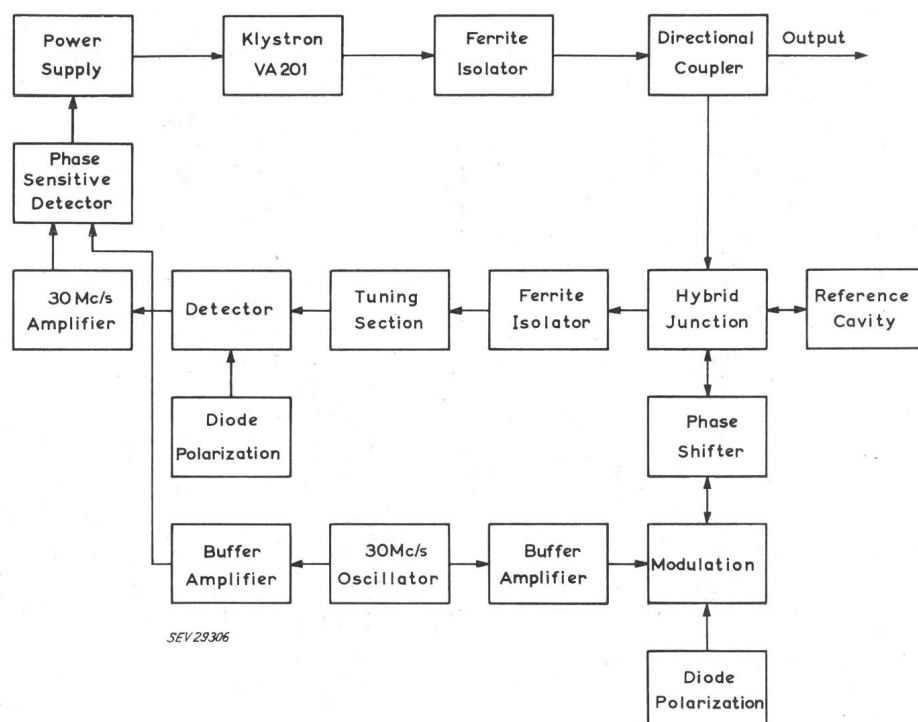 Power
Supply
Klystron
VA 201
Ferrite
Isolator
Directional
Coupler
Output
Phase
Sensitive
Detector
30 Mc/s
Amplifier
Detector
Tuning
Section
Ferrite
Isolator
Hybrid
Junction
Reference
Cavity
Diode
Polarization
Phase
Shifter
Buffer
Amplifier
30Mc/s
Oscillator
Buffer
Amplifier
Modulation
SEV 29306
Diode
Polarization